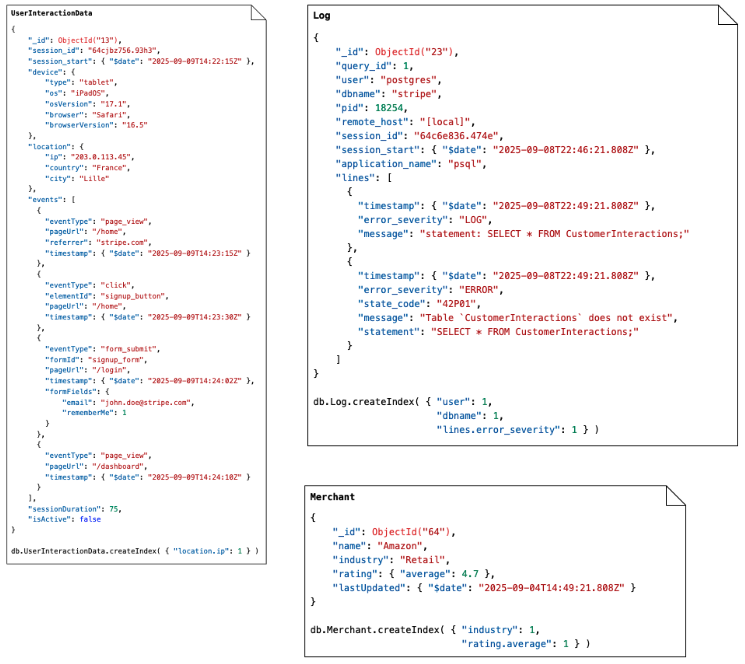 UserInteractionData
{
"_id": ObjectId("13"),
"session_id": "64cjbz756.93h3",
"session_start": { "$date": "2025-09-09T14:22:15Z" },
"device": {
"type": "tablet",
"os": "iPadOS",
"osVersion": "17.1",
"browser": "Safari",
"browserVersion": "16.5"
},
"location": {
"ip": "203.0.113.45",
"country": "France",
"city": "Lille"
},
"events": [
{
"eventType": "page_view",
"pageUrl": "/home",
"referrer": "stripe.com",
"timestamp": { "$date": "2025-09-09T14:23:15Z" }
},
{
"eventType": "click",
"elementId": "signup_button",
"pageUrl": "/home",
"timestamp": { "$date": "2025-09-09T14:23:30Z" }
},
{
"eventType": "form_submit",
"formId": "signup_form",
"pageUrl": "/login",
"timestamp": { "$date": "2025-09-09T14:24:02Z" },
"formFields": {
"email": "john.doe@stripe.com",
"rememberMe": 1
}
},
{
"eventType": "page_view",
"pageUrl": "/dashboard",
"timestamp": { "$date": "2025-09-09T14:24:10Z" }
}
],
"sessionDuration": 75,
"isActive": false
}
db.UserInteractionData.createIndex( { "location.ip": 1 } )
Log
{
"_id": ObjectId("23"),
"query_id": 1,
"user": "postgres",
"dbname": "stripe",
"pid": 18254,
"remote_host": "[local]",
"session_id": "64c6e836.474e",
"session_start": { "$date": "2025-09-08T22:46:21.808Z" },
"application_name": "psql",
"lines": [
{
"timestamp": { "$date": "2025-09-08T22:49:21.808Z" },
"error_severity": "LOG",
"message": "statement: SELECT * FROM CustomerInteractions;"
},
{
"timestamp": { "$date": "2025-09-08T22:49:21.808Z" },
"error_severity": "ERROR",
"state_code": "42P01",
"message": "Table `CustomerInteractions` does not exist",
"statement": "SELECT * FROM CustomerInteractions;"
}
]
}
db.Log.createIndex( { "user": 1,
"dbname": 1,
"lines.error_severity": 1 } )
Merchant
{
"_id": ObjectId("64"),
"name": "Amazon",
"industry": "Retail",
"rating": { "average": 4.7 },
"lastUpdated": { "$date": "2025-09-04T14:49:21.808Z" }
}
db.Merchant.createIndex( { "industry": 1,
"rating.average": 1 } )